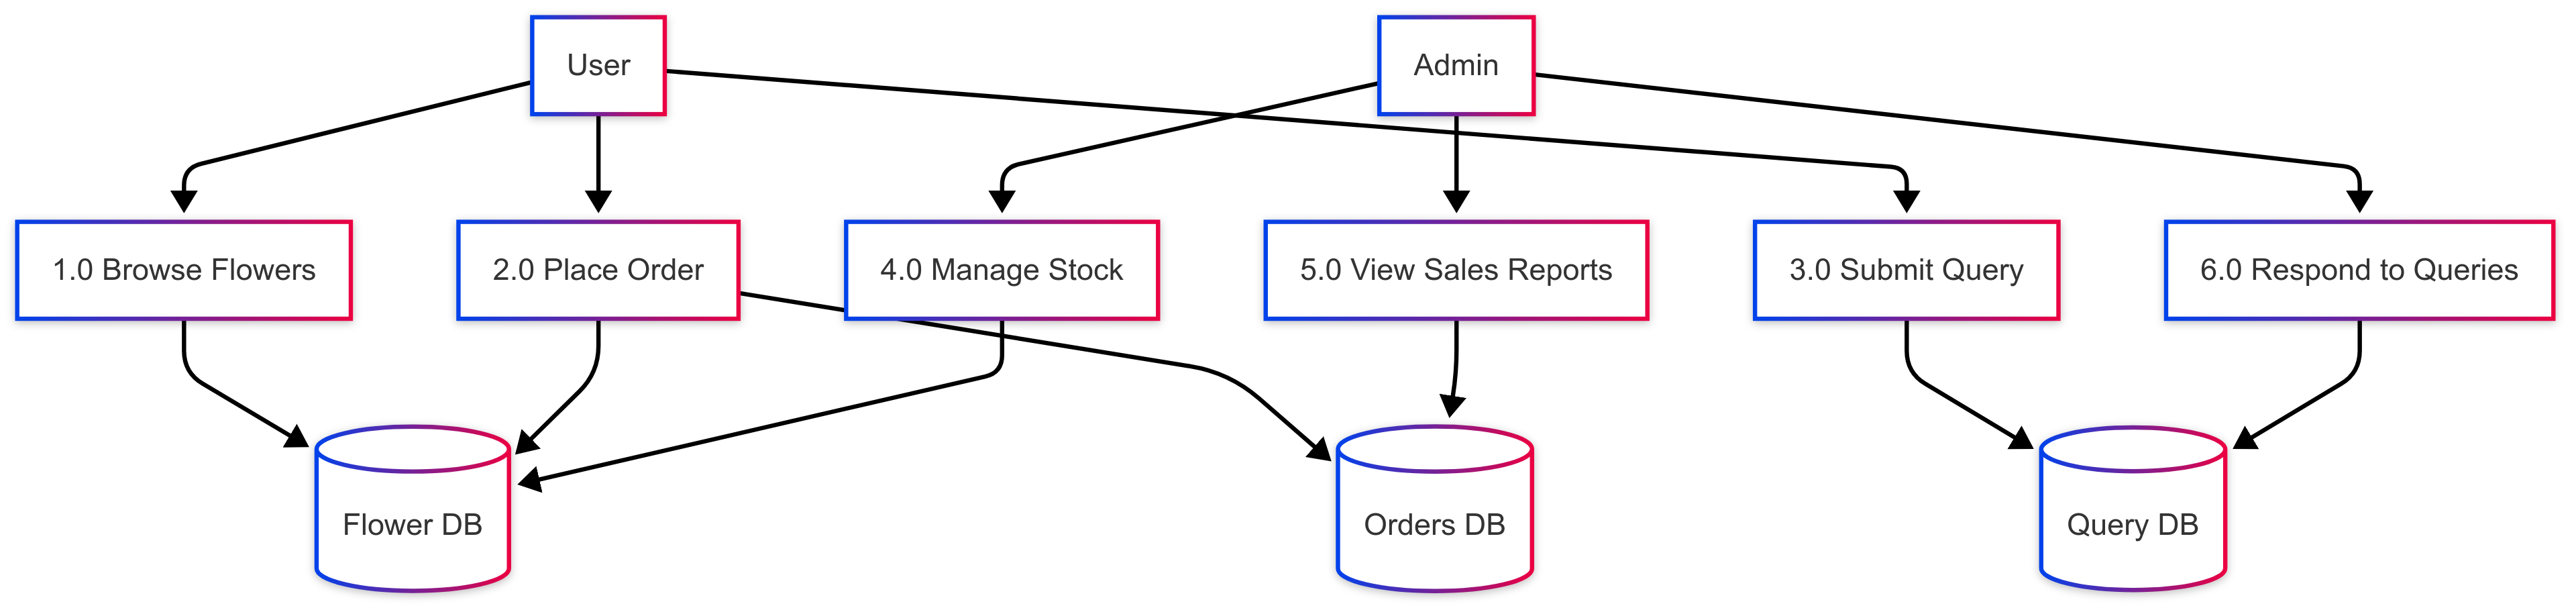 User
Admin
1.0 Browse Flowers
2.0 Place Order
4.0 Manage Stock
5.0 View Sales Reports
3.0 Submit Query
6.0 Respond to Queries
Flower DB
Orders DB
Query DB